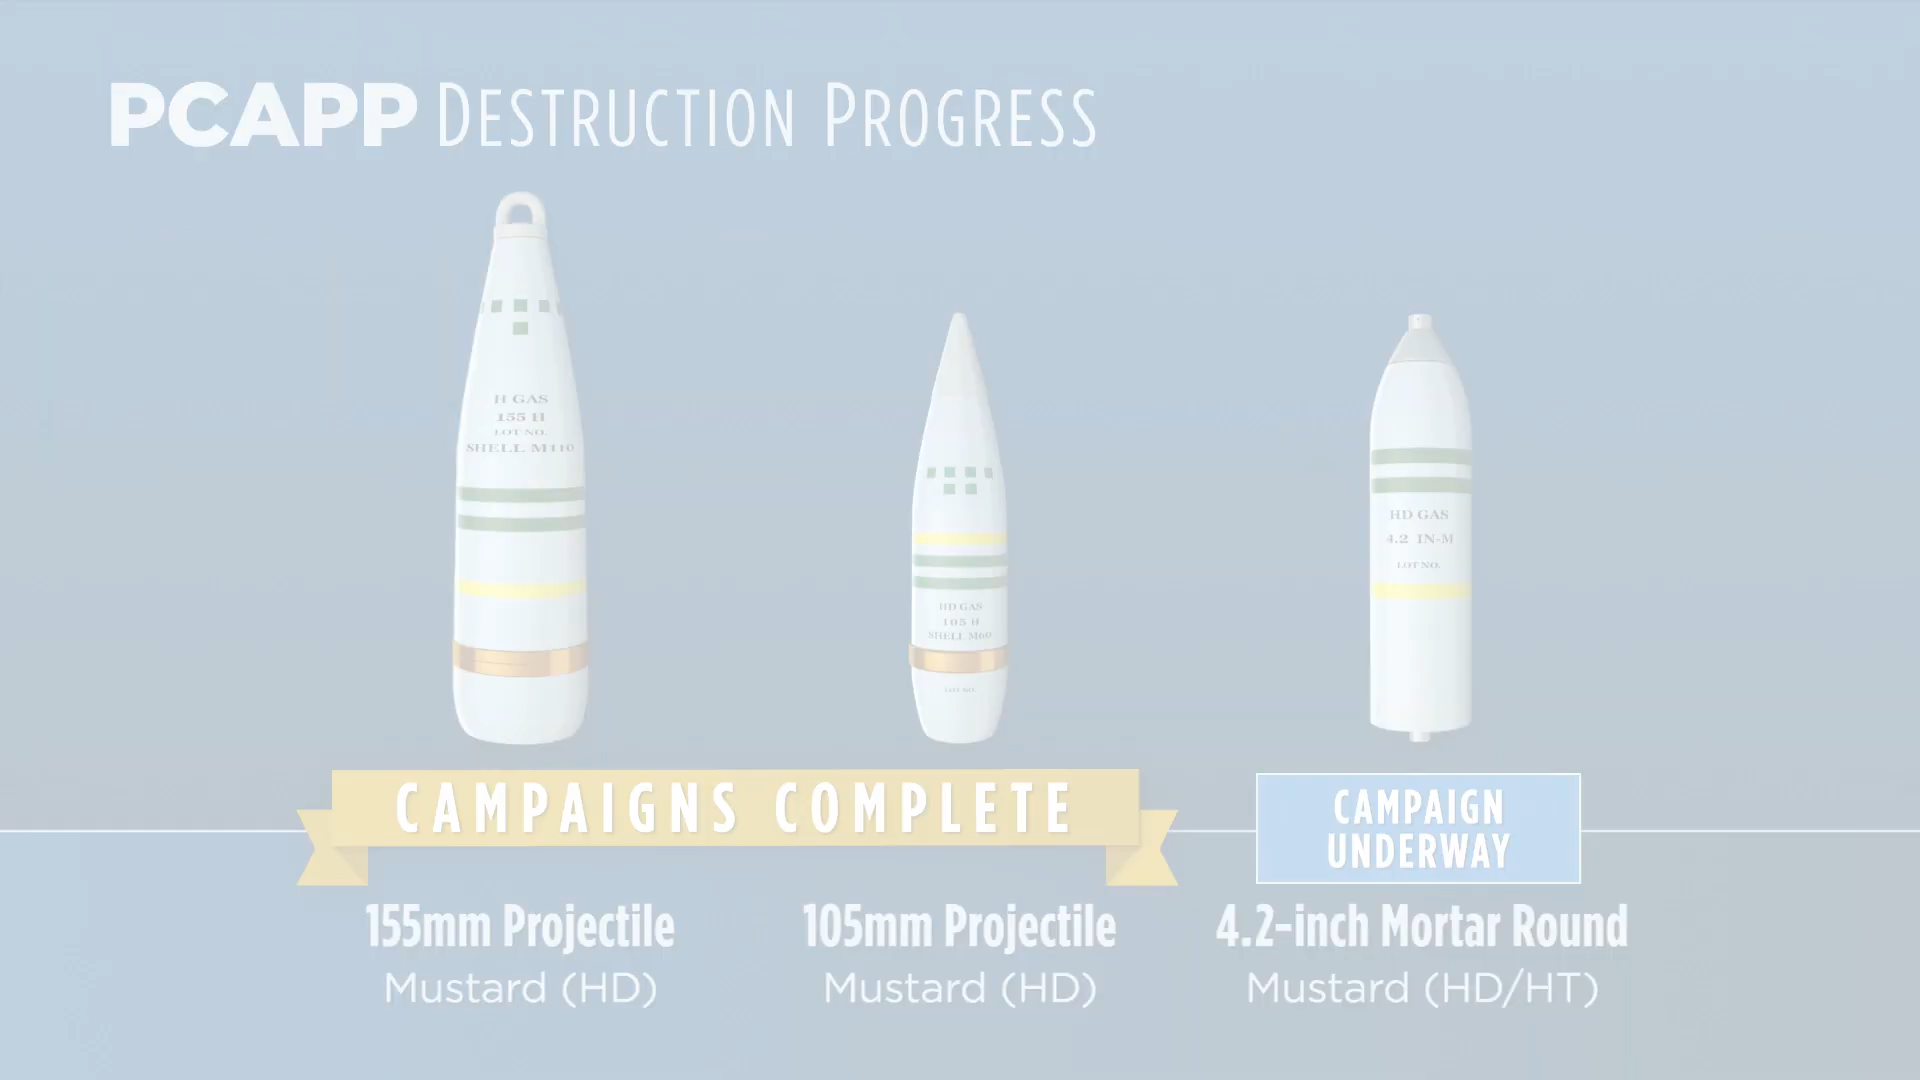 PCAPP DESTRUCTION PROGRESS
H GAS
155 H
LOT NO.
SHELL M110
HD GAS
105 H
SHELL M60
LOT NO.
HD GAS
4.2 IN-M
LOT NO.
CAMPAIGNS COMPLETE
CAMPAIGN
UNDERWAY
155mm Projectile
Mustard (HD)
105mm Projectile
Mustard (HD)
4.2-inch Mortar Round
Mustard (HD/HT)